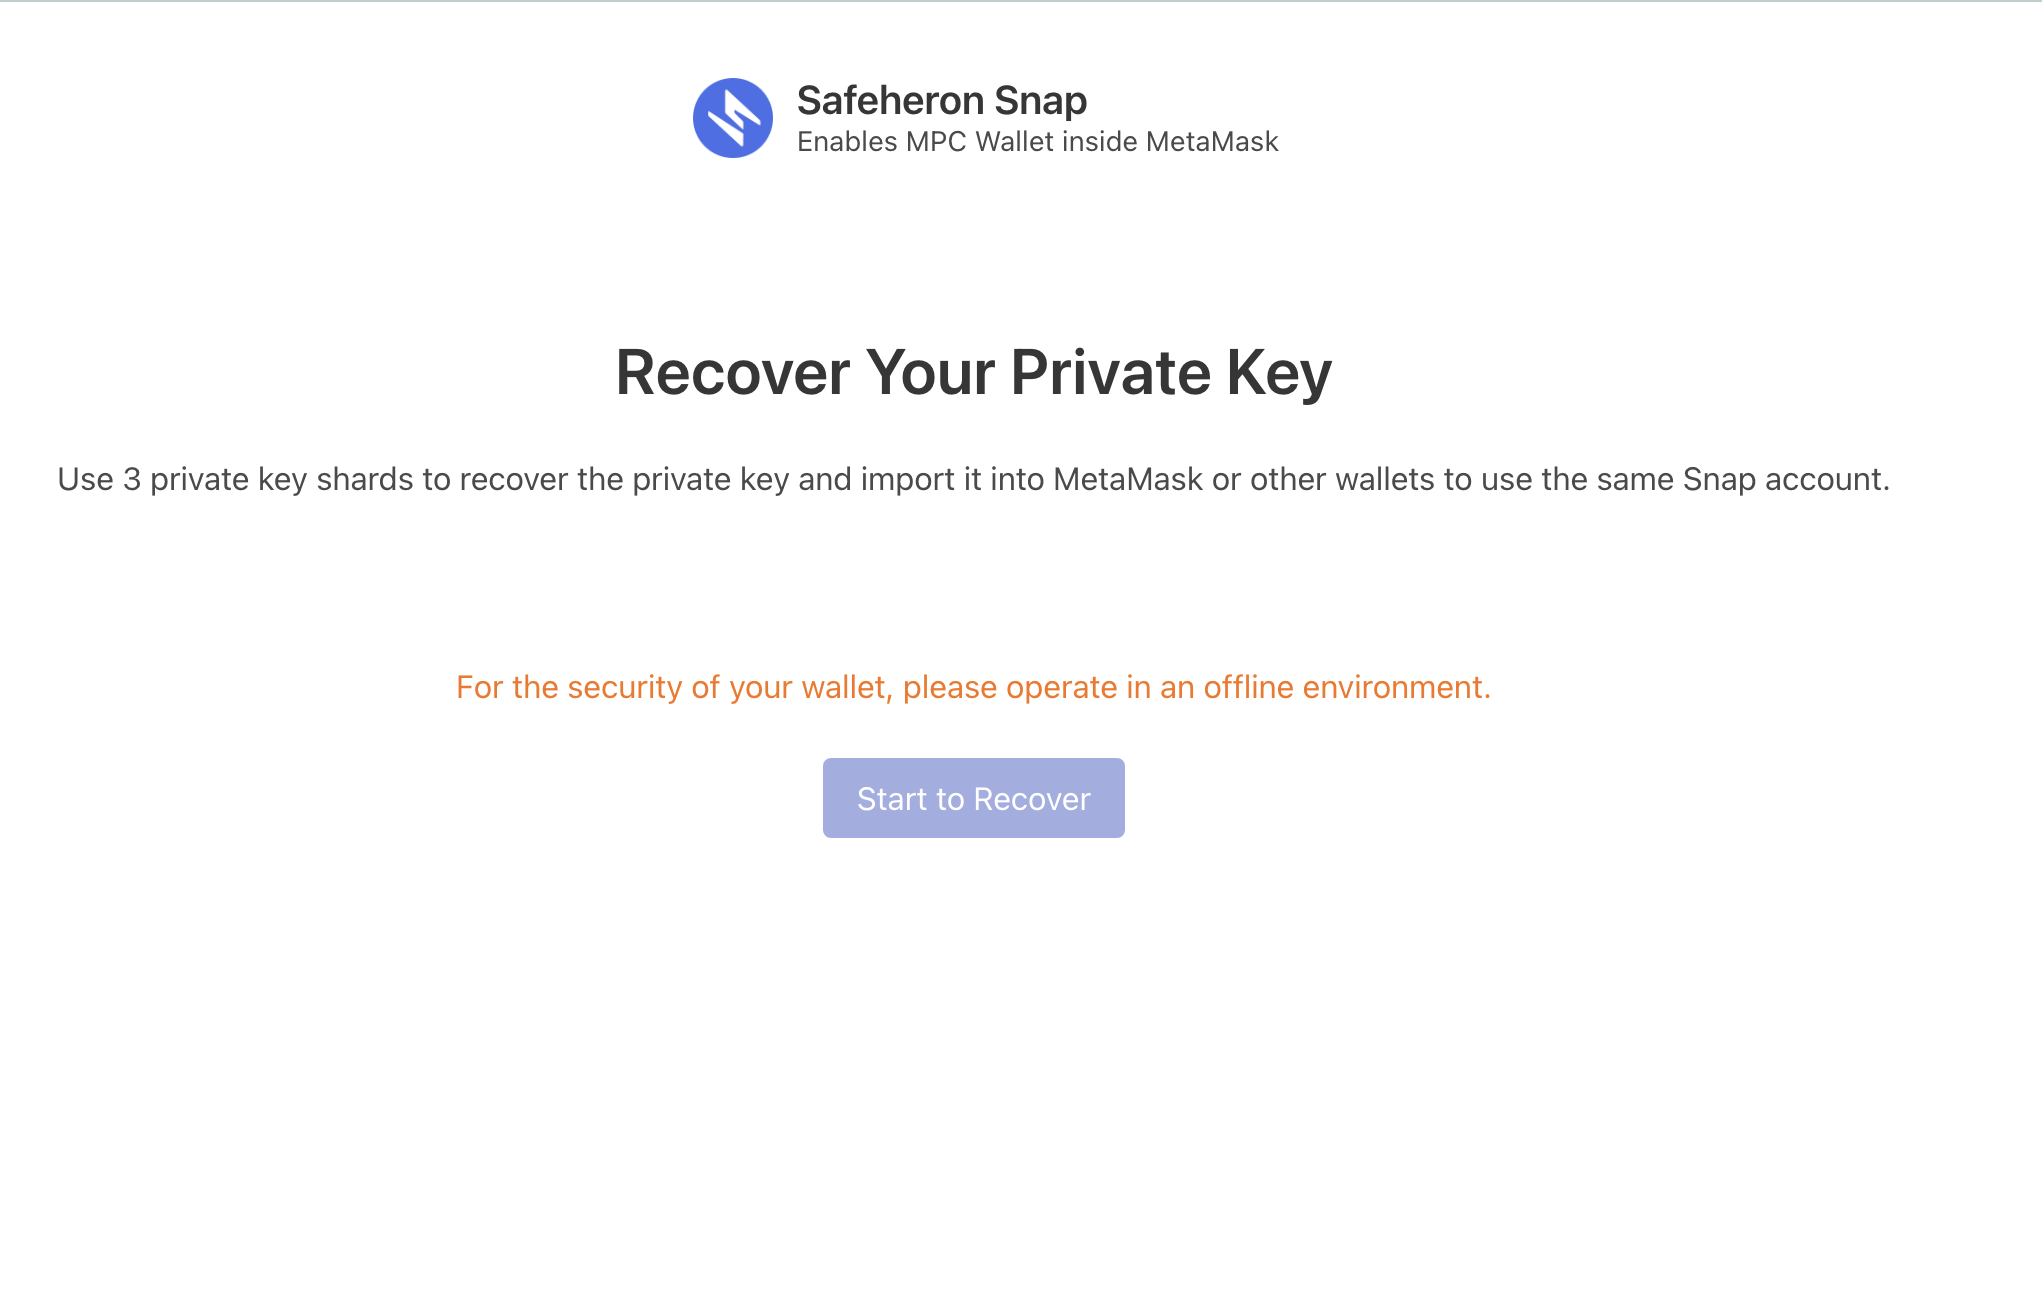 Safeheron Snap
Enables MPC Wallet inside MetaMask
Recover Your Private Key
Use 3 private key shards to recover the private key and import it into MetaMask or other wallets to use the same Snap account.
For the security of your wallet, please operate in an offline environment.
Start to Recover